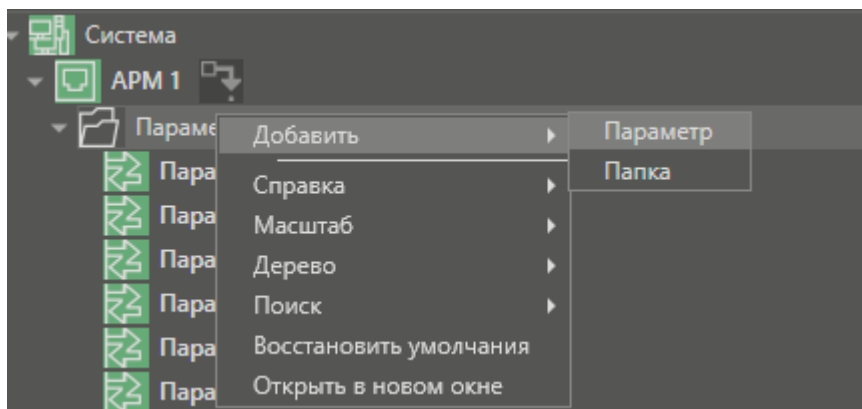 Система
АРМ 1
Параме
Добавить
Параметр
Папка
Пара
Справка
Пара
Масштаб
Пара
Дерево
Пара
Поиск
Пара
Восстановить умолчания
Пара
Открыть в новом окне